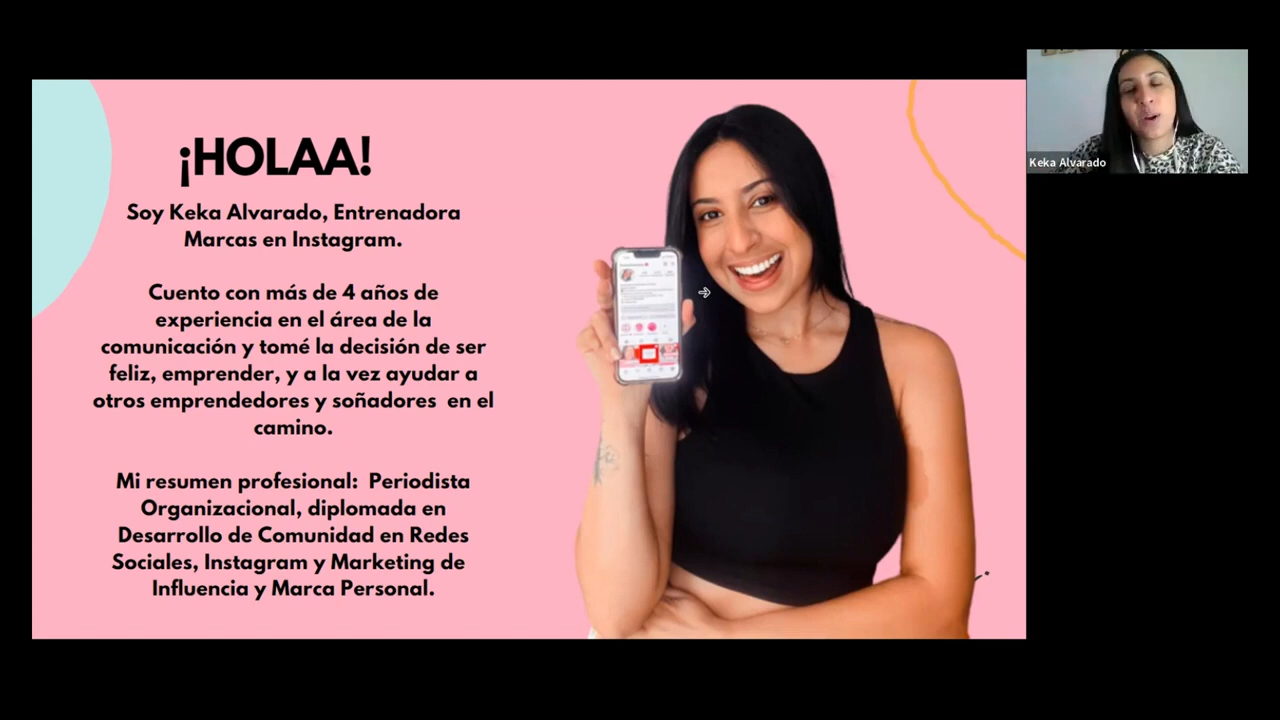 ¡HOLAA!
Soy Keka Alvarado, Entrenadora
Marcas en Instagram.
Cuento con más de 4 años de
experiencia en el área de la
comunicación y tomé la decisión de ser
feliz, emprender, y a la vez ayudar a
otros emprendedores y soñadores en el
camino.
Mi resumen profesional: Periodista
Organizacional, diplomada en
Desarrollo de Comunidad en Redes
Sociales, Instagram y Marketing de
Influencia y Marca Personal.
Keka Alvarado